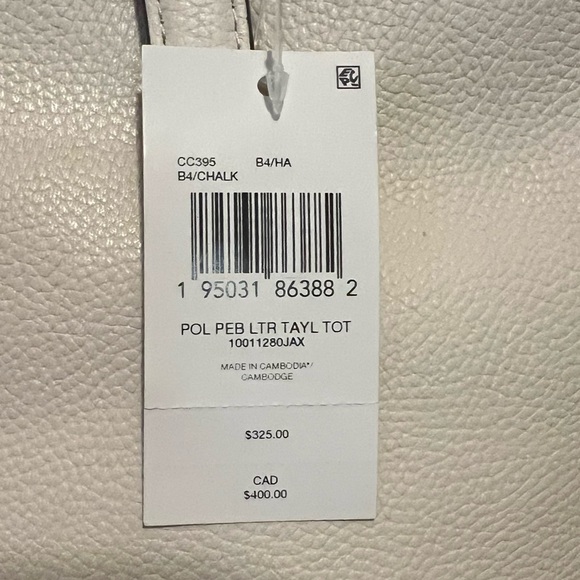 CC395 B4/HA
B4/CHALK
1 95031 86388 2
POL PEB LTR TAYL TOT
10011280JAX
MADE IN CAMBODIA*/
CAMBODGE
$325.00
CAD
$400.00